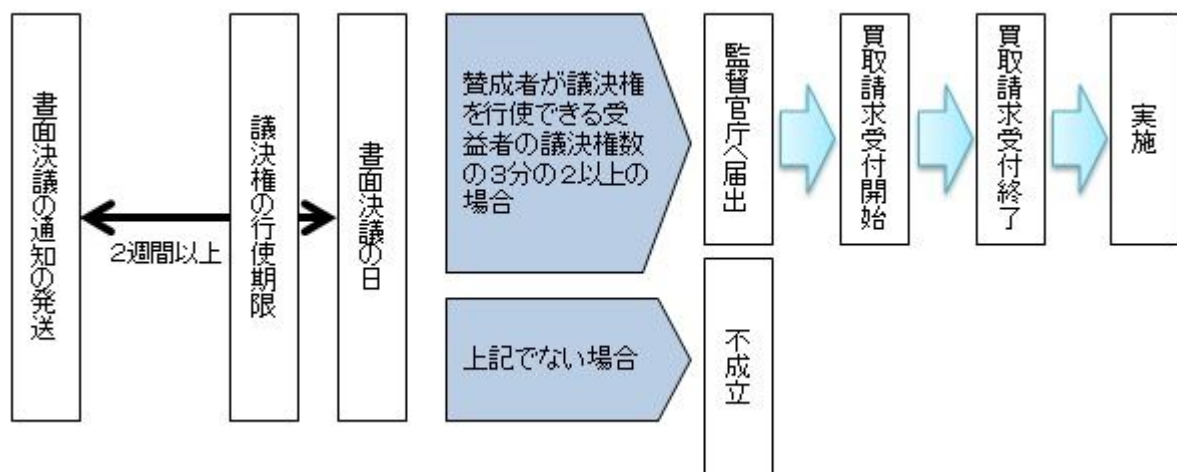 書面決議の通知の発送
2週間以上
議決権の行使期限
書面決議の日
賛成者が議決権
を行使できる受
益者の議決権数
の3分の2以上の
場合
上記でない場合
監督官庁へ届出
不成立
買取請求受付開始
買取請求受付終了
実施